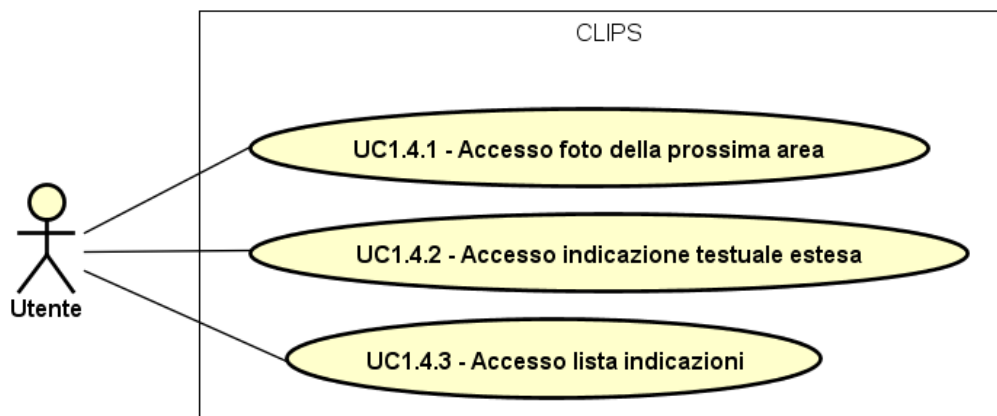 CLIPS
UC1.4.1 - Accesso foto della prossima area
UC1.4.2 - Accesso indicazione testuale estesa
Utente
UC1.4.3 - Accesso lista indicazioni